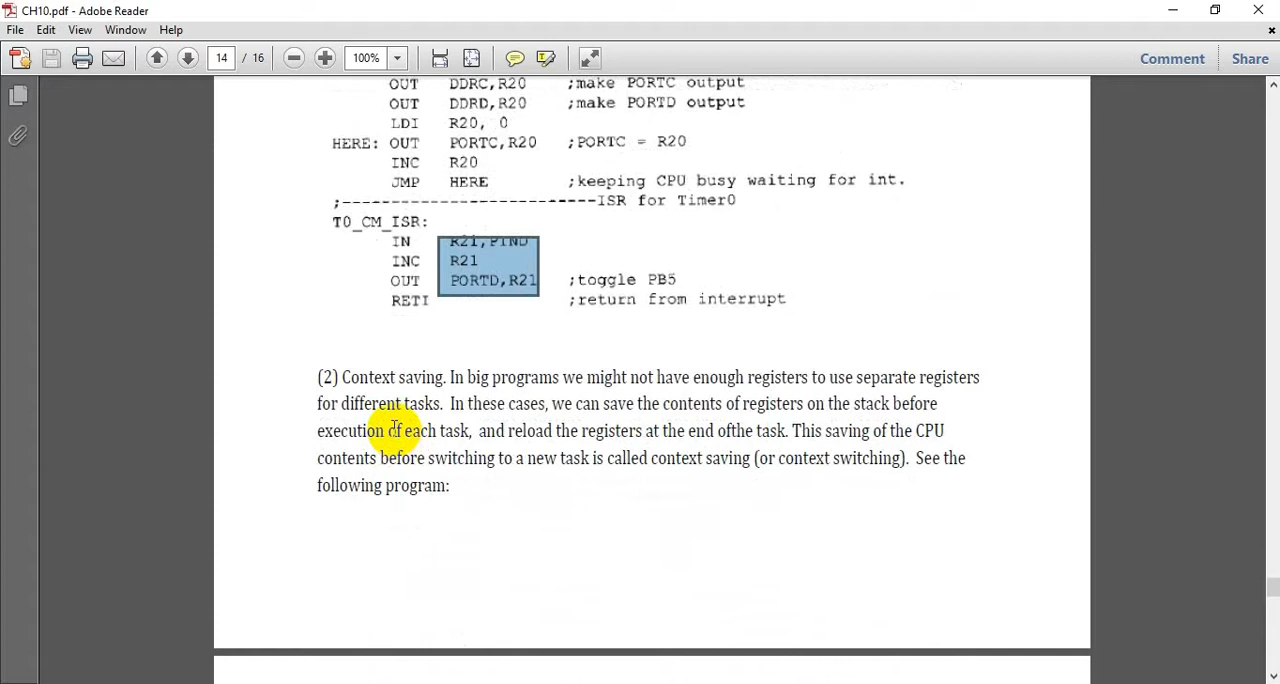 CH10.pdf - Adobe Reader
File Edit View Window Help
14 / 16 100% Comment Share
OUT DDRC,R20 ;make PORTC output
OUT DDRD,R20 ;make PORTD output
LDI R20, 0
HERE: OUT PORTC,R20 ;PORTC = R20
INC R20
JMP HERE ;keeping CPU busy waiting for int.
;--------------------------ISR for Timer0
T0_CM_ISR:
IN R21,PIND
INC R21
OUT PORTD,R21 ;toggle PB5
RETI ;return from interrupt
(2) Context saving. In big programs we might not have enough registers to use separate registers
for different tasks. In these cases, we can save the contents of registers on the stack before
execution of each task, and reload the registers at the end ofthe task. This saving of the CPU
contents before switching to a new task is called context saving (or context switching). See the
following program: